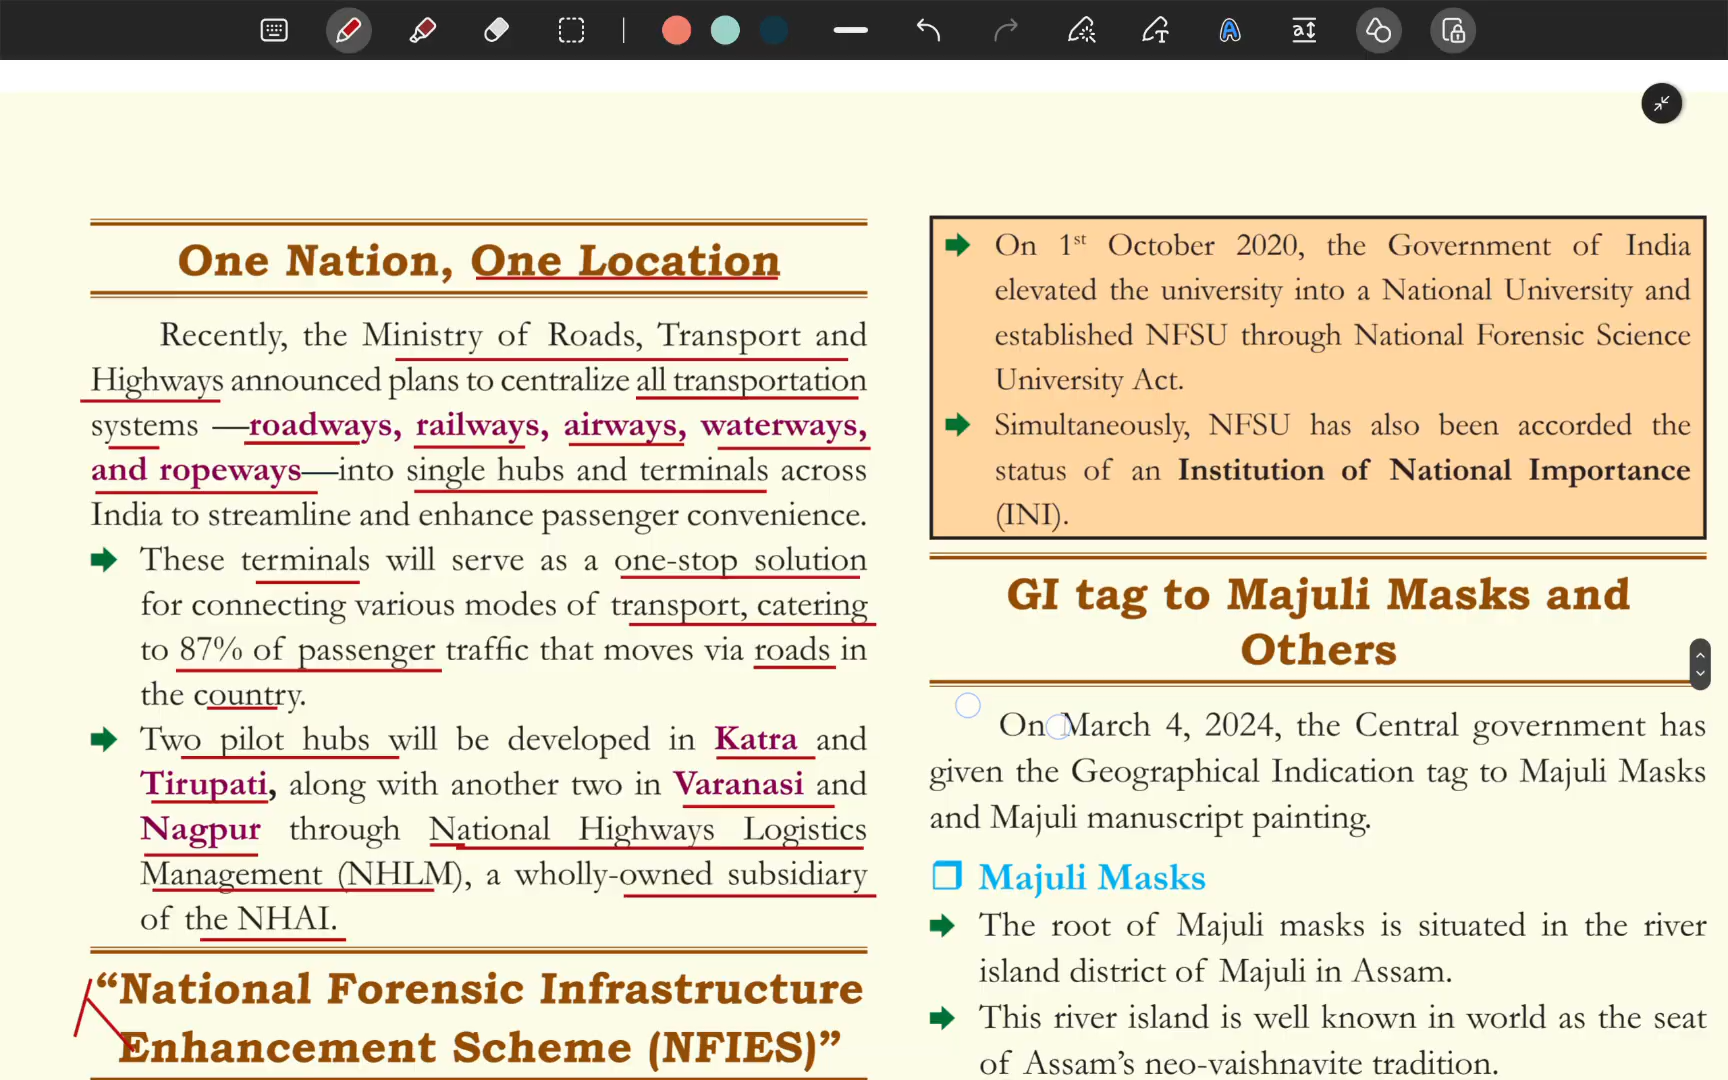 One Nation, One Location
Recently, the Ministry of Roads, Transport and
Highways announced plans to centralize all transportation
systems —roadways, railways, airways, waterways,
and ropeways—into single hubs and terminals across
India to streamline and enhance passenger convenience.
These terminals will serve as a one-stop solution
for connecting various modes of transport, catering
to 87% of passenger traffic that moves via roads in
the country.
Two pilot hubs will be developed in Katra and
Tirupati, along with another two in Varanasi and
Nagpur through National Highways Logistics
Management (NHLM), a wholly-owned subsidiary
of the NHAI.
“National Forensic Infrastructure
Enhancement Scheme (NFIES)”
On 1st October 2020, the Government of India
elevated the university into a National University and
established NFSU through National Forensic Science
University Act.
Simultaneously, NFSU has also been accorded the
status of an Institution of National Importance
(INI).
GI tag to Majuli Masks and
Others
On March 4, 2024, the Central government has
given the Geographical Indication tag to Majuli Masks
and Majuli manuscript painting.
Majuli Masks
The root of Majuli masks is situated in the river
island district of Majuli in Assam.
This river island is well known in world as the seat
of Assam’s neo-vaishnavite tradition.